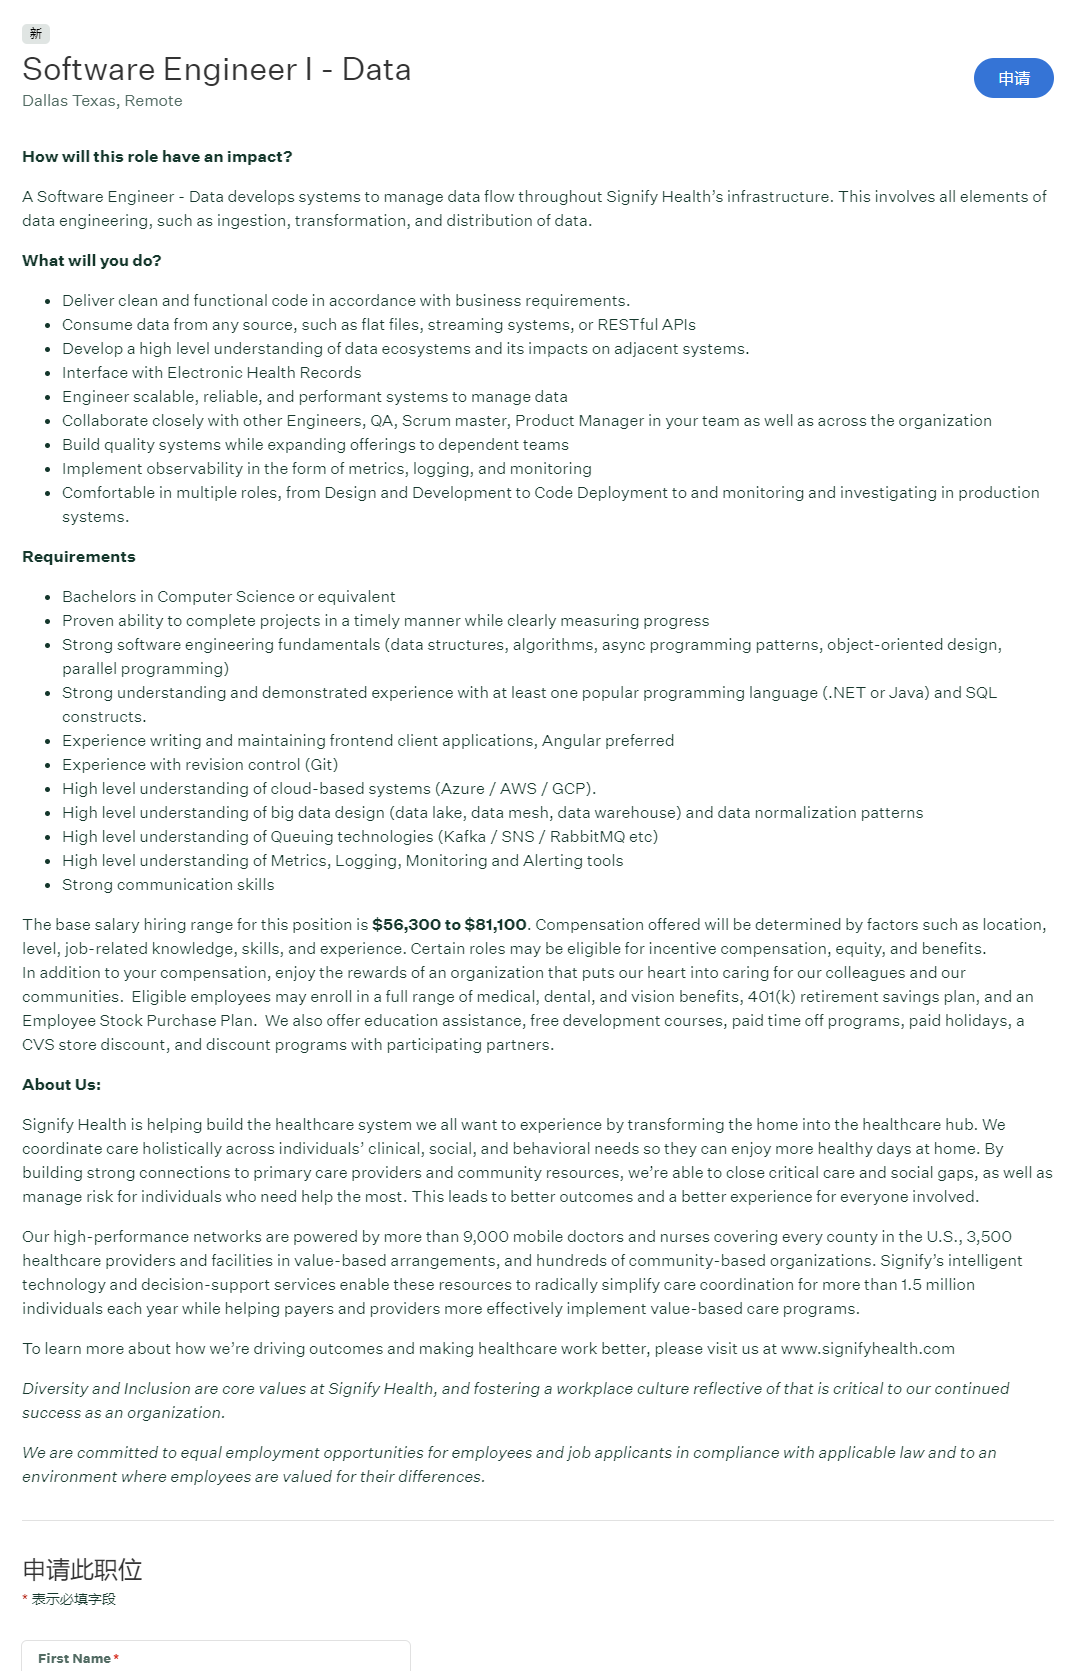 新
Software Engineer I - Data
申请
Dallas Texas, Remote
How will this role have an impact?
A Software Engineer - Data develops systems to manage data flow throughout Signify Health’s infrastructure. This involves all elements of
data engineering, such as ingestion, transformation, and distribution of data.
What will you do?
• Deliver clean and functional code in accordance with business requirements.
• Consume data from any source, such as flat files, streaming systems, or RESTful APIs
• Develop a high level understanding of data ecosystems and its impacts on adjacent systems.
• Interface with Electronic Health Records
• Engineer scalable, reliable, and performant systems to manage data
• Collaborate closely with other Engineers, QA, Scrum master, Product Manager in your team as well as across the organization
• Build quality systems while expanding offerings to dependent teams
• Implement observability in the form of metrics, logging, and monitoring
• Comfortable in multiple roles, from Design and Development to Code Deployment to and monitoring and investigating in production
systems.
Requirements
• Bachelors in Computer Science or equivalent
• Proven ability to complete projects in a timely manner while clearly measuring progress
• Strong software engineering fundamentals (data structures, algorithms, async programming patterns, object-oriented design,
parallel programming)
• Strong understanding and demonstrated experience with at least one popular programming language (.NET or Java) and SQL
constructs.
• Experience writing and maintaining frontend client applications, Angular preferred
• Experience with revision control (Git)
• High level understanding of cloud-based systems (Azure / AWS / GCP).
• High level understanding of big data design (data lake, data mesh, data warehouse) and data normalization patterns
• High level understanding of Queuing technologies (Kafka / SNS / RabbitMQ etc)
• High level understanding of Metrics, Logging, Monitoring and Alerting tools
• Strong communication skills
The base salary hiring range for this position is $56,300 to $81,100. Compensation offered will be determined by factors such as location,
level, job-related knowledge, skills, and experience. Certain roles may be eligible for incentive compensation, equity, and benefits.
In addition to your compensation, enjoy the rewards of an organization that puts our heart into caring for our colleagues and our
communities.  Eligible employees may enroll in a full range of medical, dental, and vision benefits, 401(k) retirement savings plan, and an
Employee Stock Purchase Plan.  We also offer education assistance, free development courses, paid time off programs, paid holidays, a
CVS store discount, and discount programs with participating partners.
About Us:
Signify Health is helping build the healthcare system we all want to experience by transforming the home into the healthcare hub. We
coordinate care holistically across individuals’ clinical, social, and behavioral needs so they can enjoy more healthy days at home. By
building strong connections to primary care providers and community resources, we’re able to close critical care and social gaps, as well as
manage risk for individuals who need help the most. This leads to better outcomes and a better experience for everyone involved.
Our high-performance networks are powered by more than 9,000 mobile doctors and nurses covering every county in the U.S., 3,500
healthcare providers and facilities in value-based arrangements, and hundreds of community-based organizations. Signify’s intelligent
technology and decision-support services enable these resources to radically simplify care coordination for more than 1.5 million
individuals each year while helping payers and providers more effectively implement value-based care programs.
To learn more about how we’re driving outcomes and making healthcare work better, please visit us at www.signifyhealth.com
Diversity and Inclusion are core values at Signify Health, and fostering a workplace culture reflective of that is critical to our continued
success as an organization.
We are committed to equal employment opportunities for employees and job applicants in compliance with applicable law and to an
environment where employees are valued for their differences.
申请此职位
* 表示必填字段
First Name *